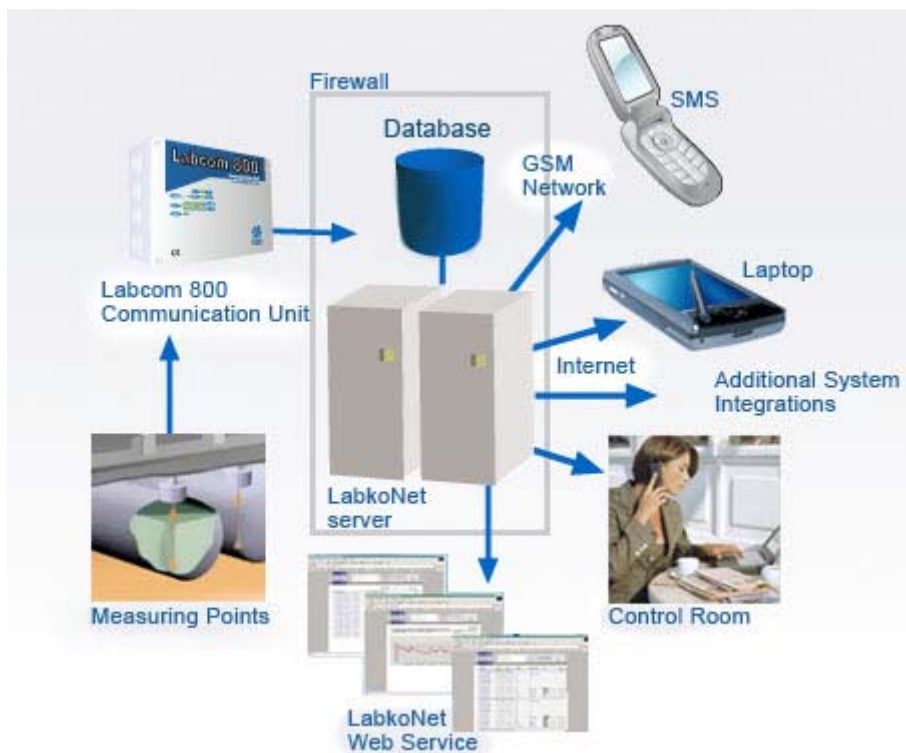 Firewall
SMS
Database
GSM
Network
Labcom 800
Laptop
Labcom 800
Communication Unit
Internet
Additional System
Integrations
LabkoNet
server
Measuring Points
Control Room
LabkoNet
Web Service